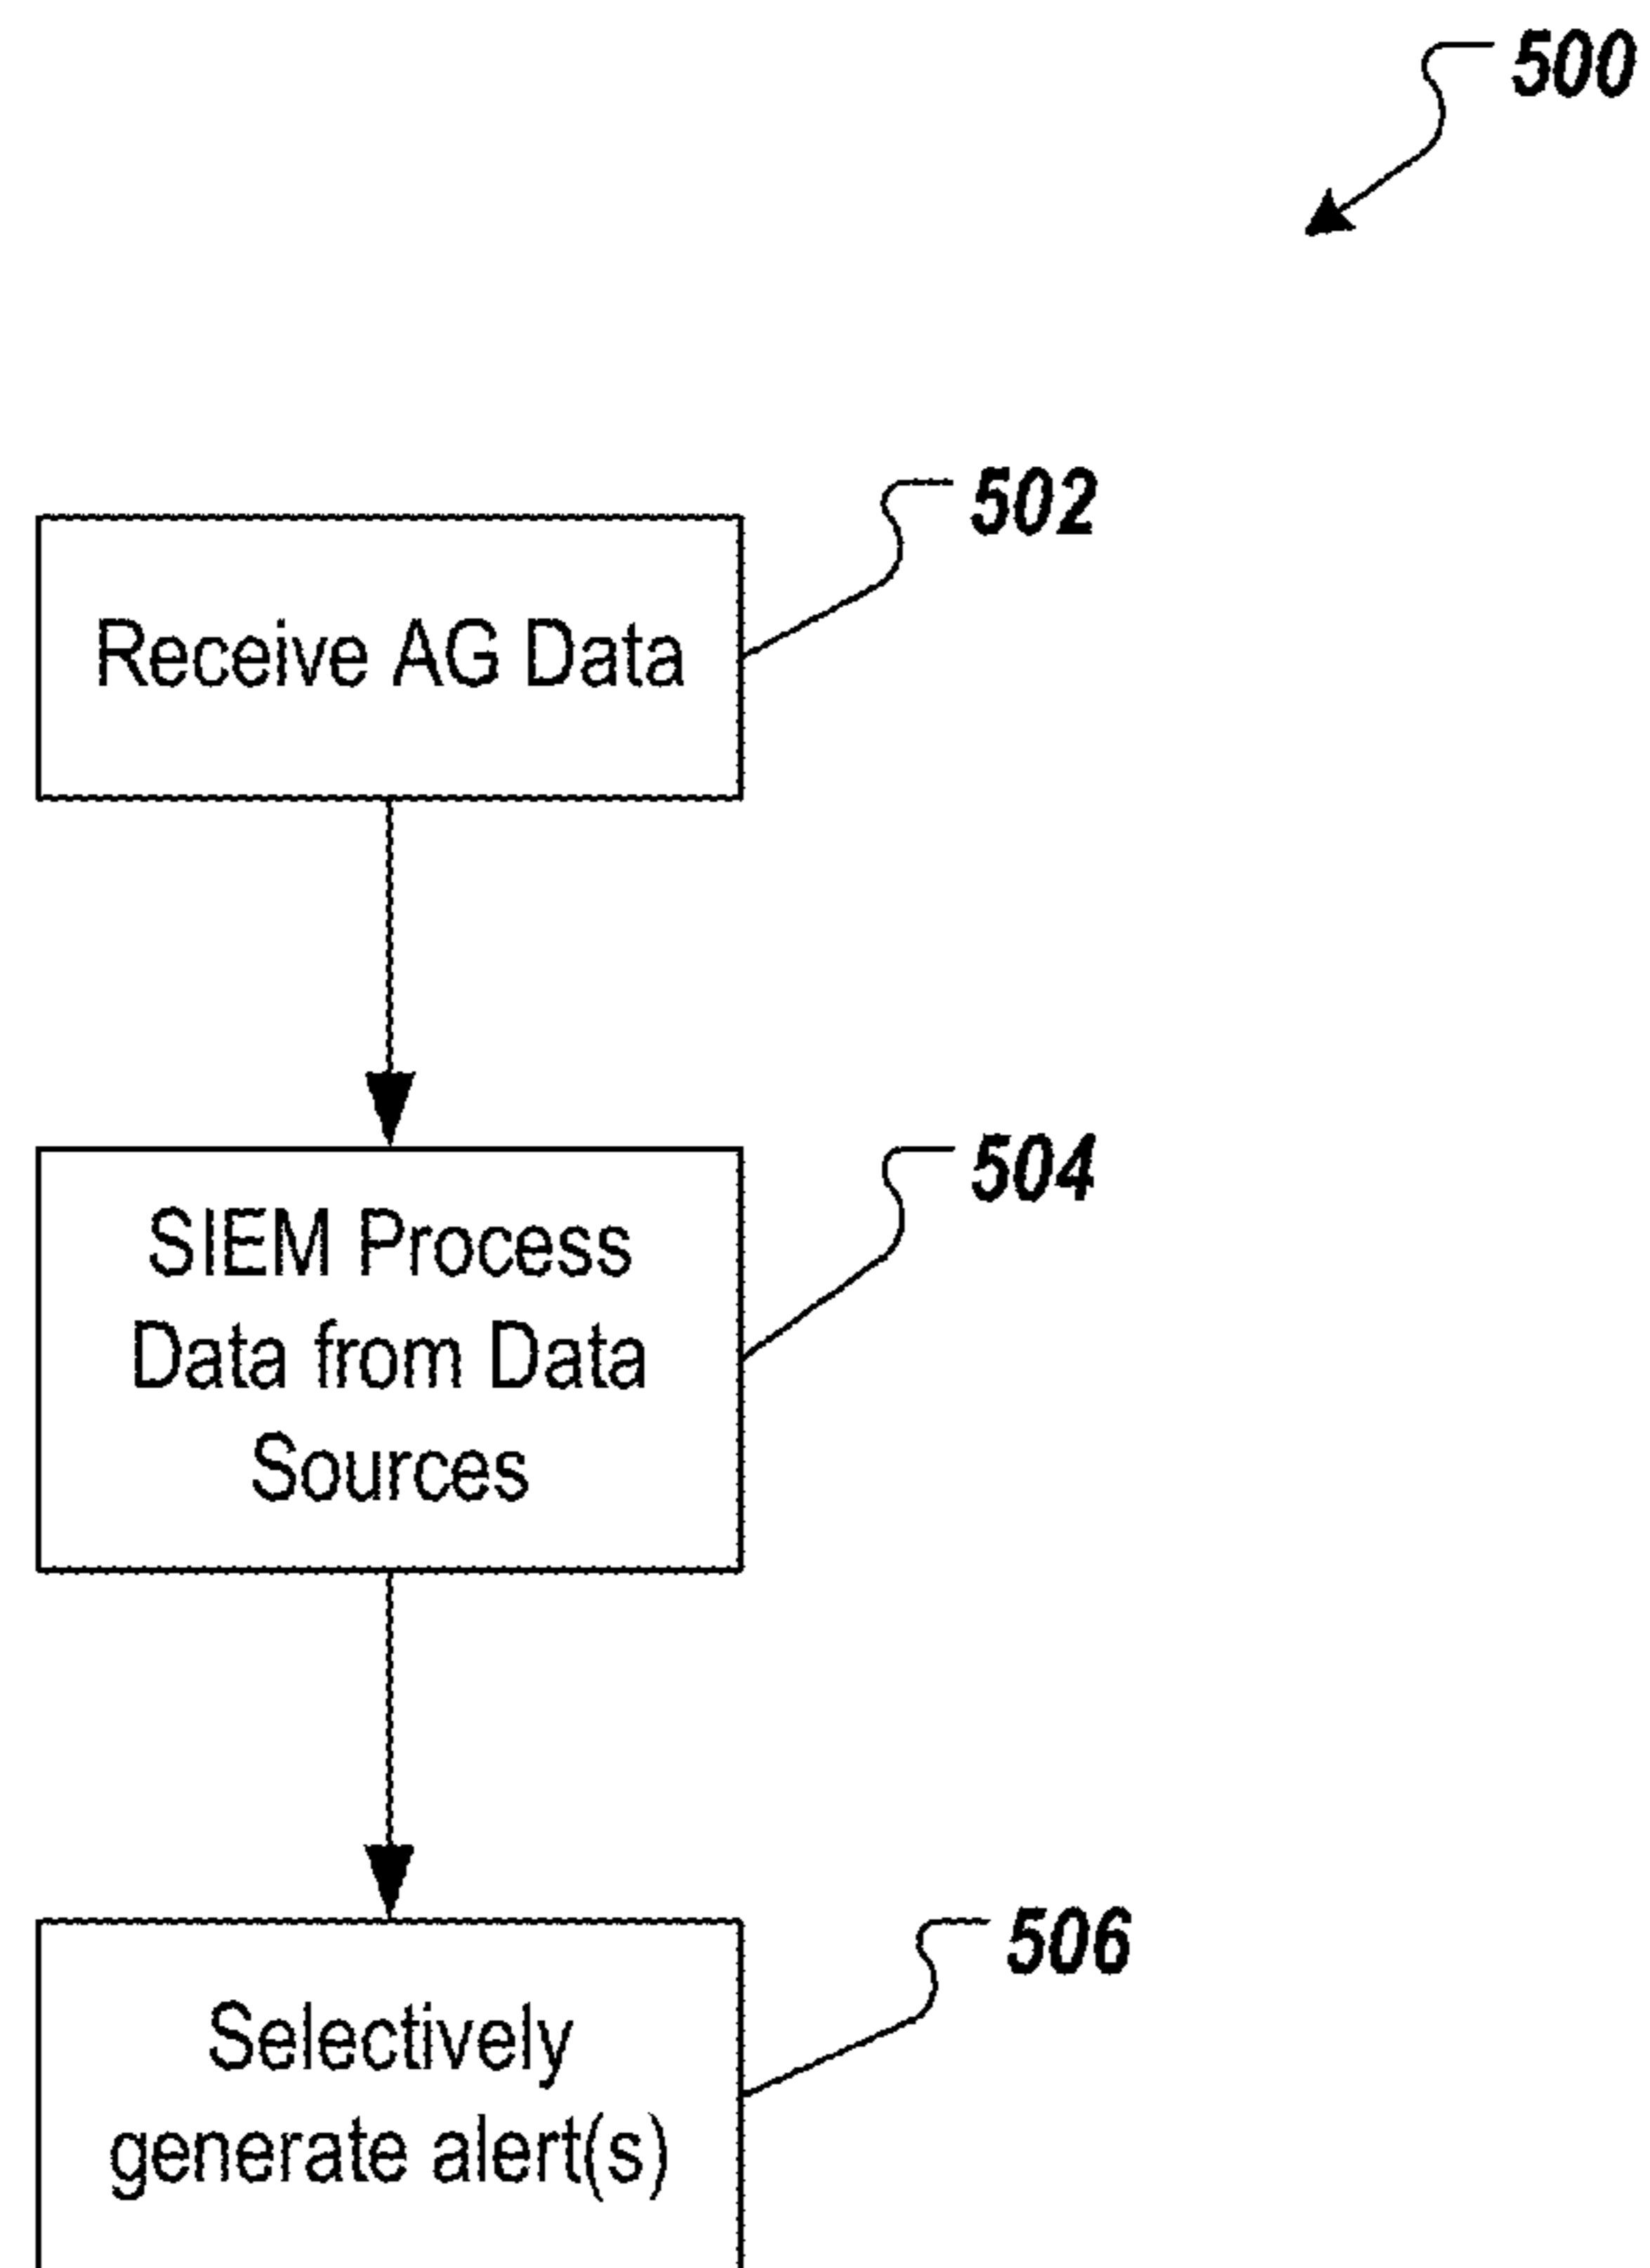 500
502
Receive AG Data
504
SIEM Process
Data from Data
Sources
506
Selectively
generate alert(s)